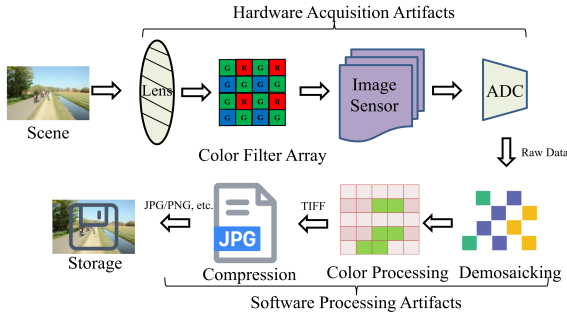 Hardware Acquisition Artifacts
Lens
G R G R
B G B G
G R G R
G B G
Image
Sensor
ADC
Scene
Color Filter Array
Raw Data
JPG/PNG, etc.
TIFF
JPG
Storage
Compression
Color Processing
Demosaicking
Software Processing Artifacts